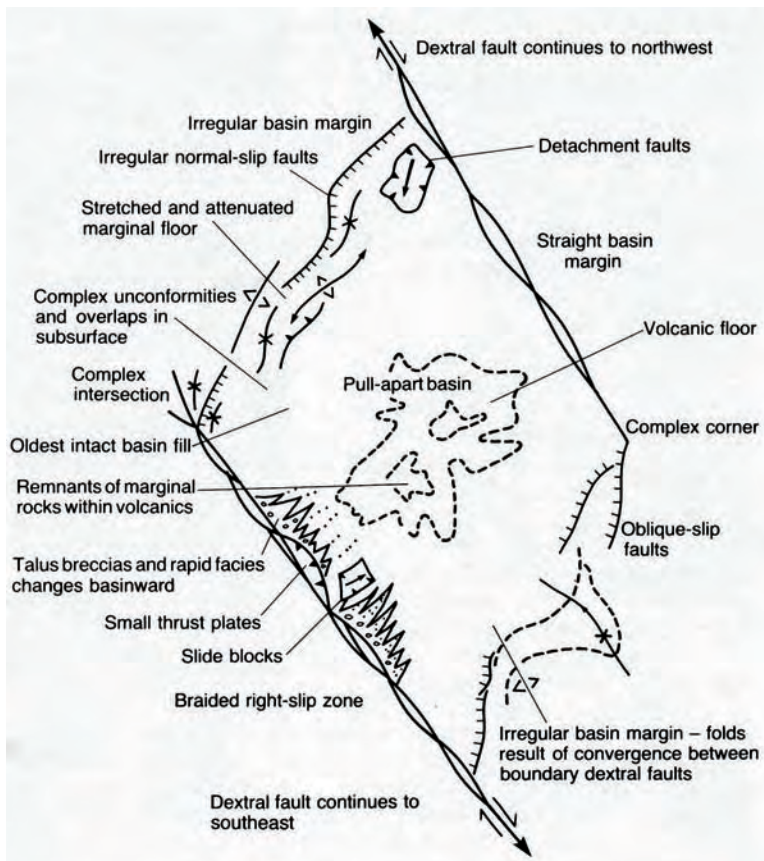 Dextral fault continues to northwest
Irregular basin margin
Irregular normal-slip faults
Detachment faults
Stretched and attenuated
marginal floor
Straight basin
margin
Complex unconformities
and overlaps in
subsurface
Volcanic floor
Complex
intersection
Pull-apart basin
Complex corner
Oldest intact basin fill
Remnants of marginal
rocks within volcanics
Oblique-slip
faults
Talus breccias and rapid facies
changes basinward
Small thrust plates
Slide blocks
Braided right-slip zone
Irregular basin margin – folds
result of convergence between
boundary dextral faults
Dextral fault continues to
southeast